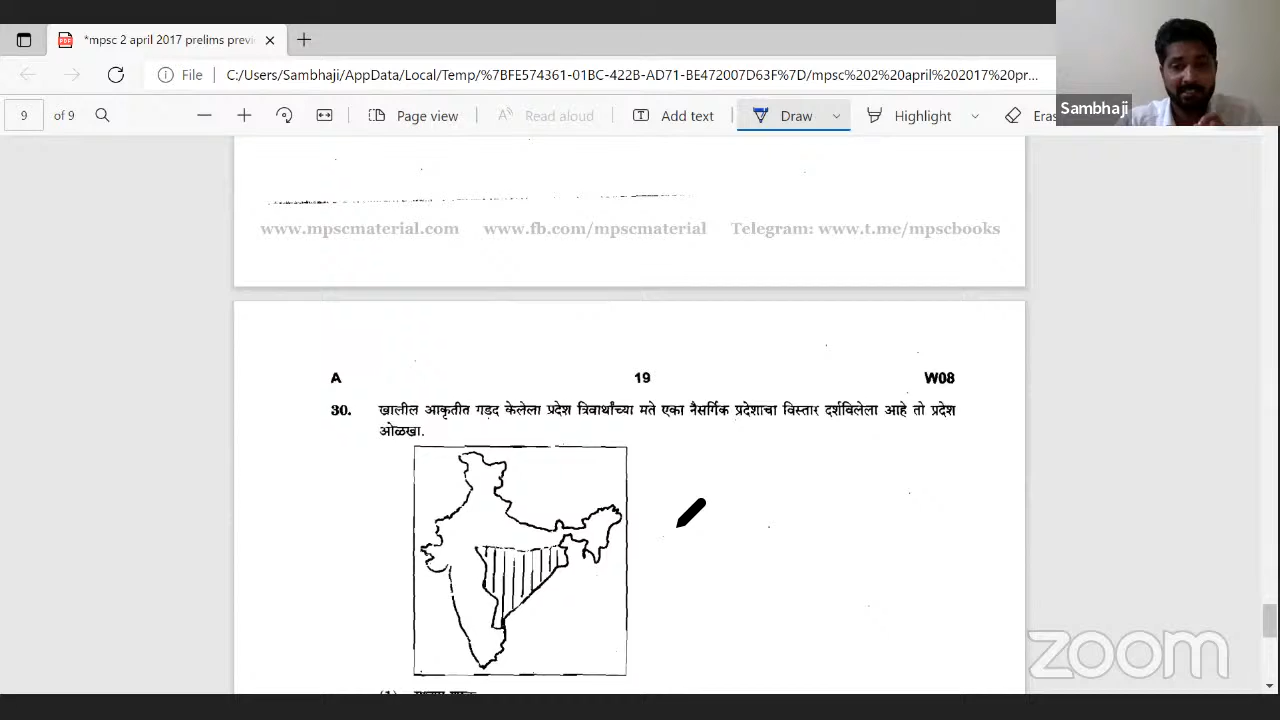 *mpsc 2 april 2017 prelims previ
File
C:/Users/Sambhaji/AppData/Local/Temp/%7BFE574361-01BC-422B-AD71-BE472007D63F%7D/mpsc%202%20april%202017%20pr...
Sambhaji
9 of 9
Page view
Read aloud
Add text
Draw
Highlight
Eras
www.mpscmaterial.com www.fb.com/mpscmaterial Telegram: www.t.me/mpscbooks
A 19 W08
30. खालील आकृतीत गड़द केलेला प्रदेश त्रिवार्थांच्या मते एका नैसर्गिक प्रदेशाचा विस्तार दर्शविलेला आहे तो प्रदेश
ओळखा.
zoom